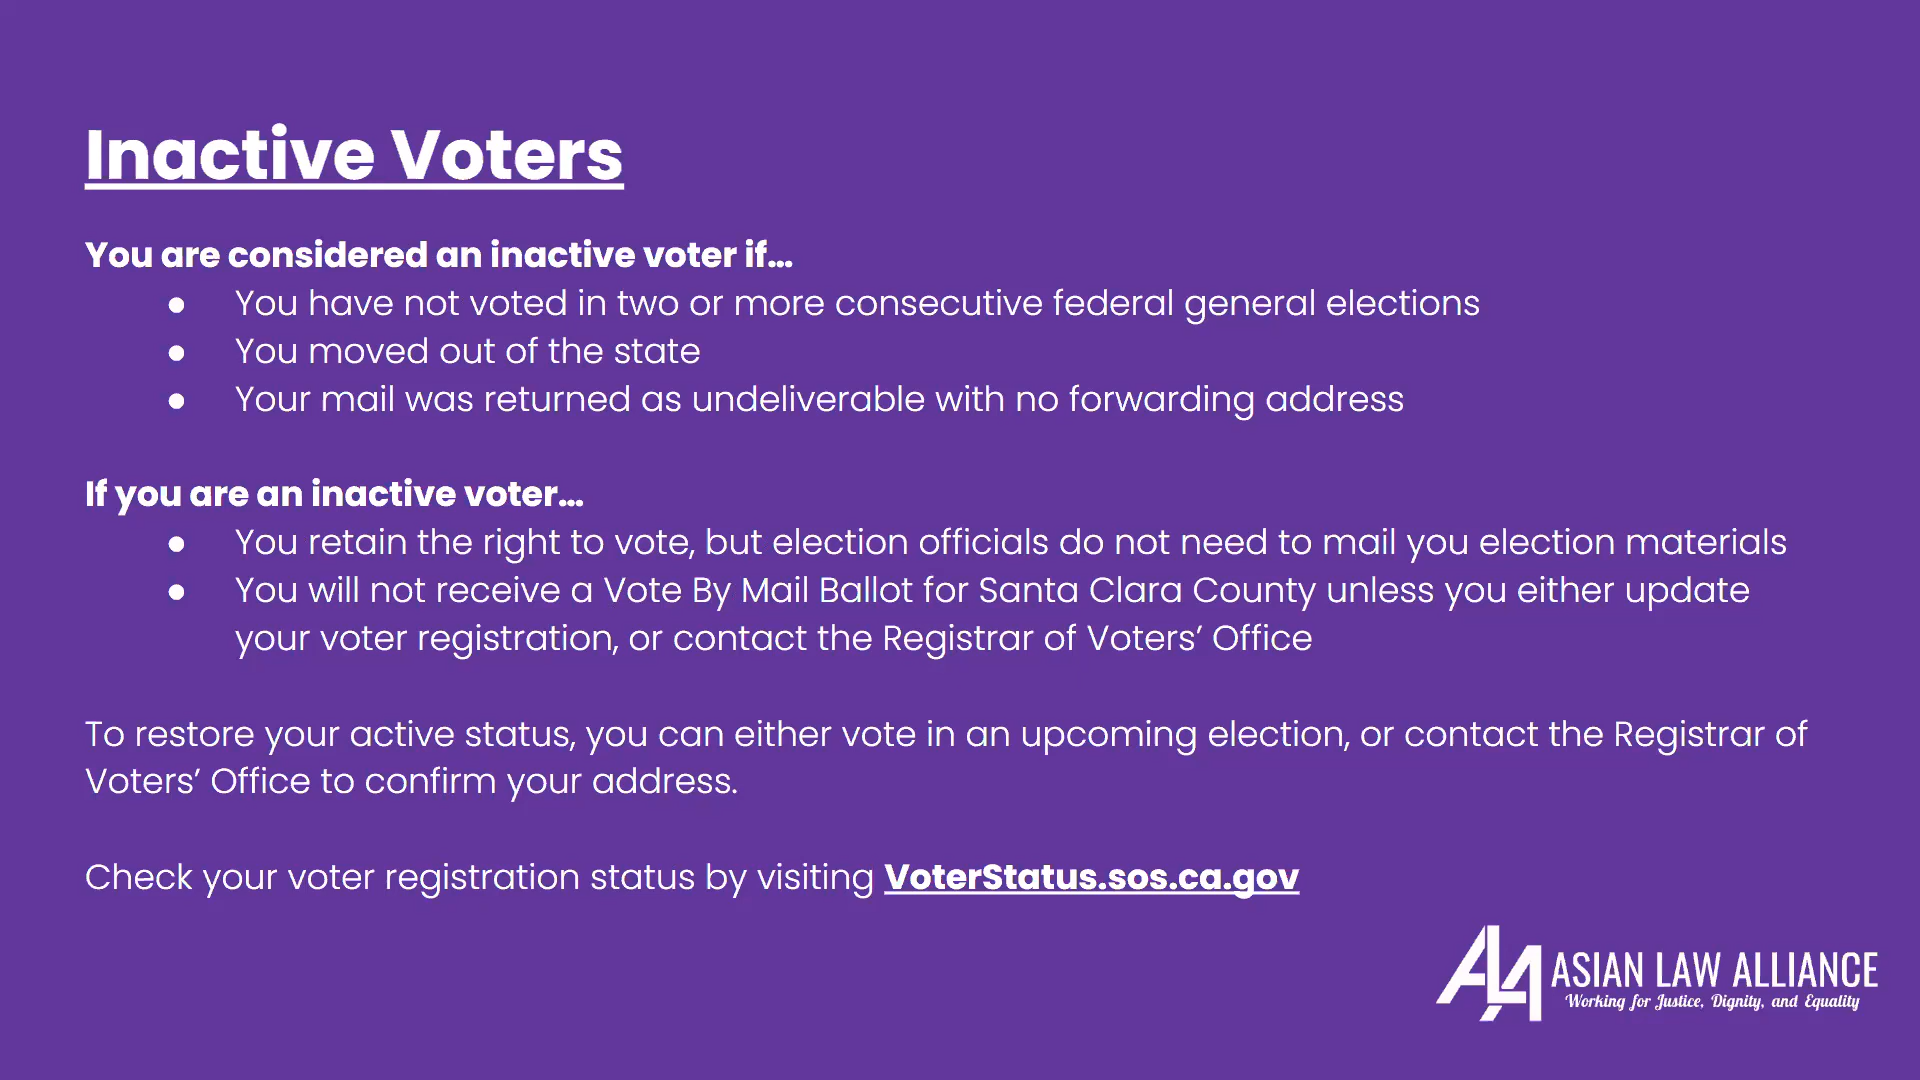 Inactive Voters
You are considered an inactive voter if...
● You have not voted in two or more consecutive federal general elections
● You moved out of the state
● Your mail was returned as undeliverable with no forwarding address
If you are an inactive voter...
● You retain the right to vote, but election officials do not need to mail you election materials
● You will not receive a Vote By Mail Ballot for Santa Clara County unless you either update
your voter registration, or contact the Registrar of Voters’ Office
To restore your active status, you can either vote in an upcoming election, or contact the Registrar of
Voters’ Office to confirm your address.
Check your voter registration status by visiting VoterStatus.sos.ca.gov
ALA ASIAN LAW ALLIANCE
Working for Justice, Dignity, and Equality